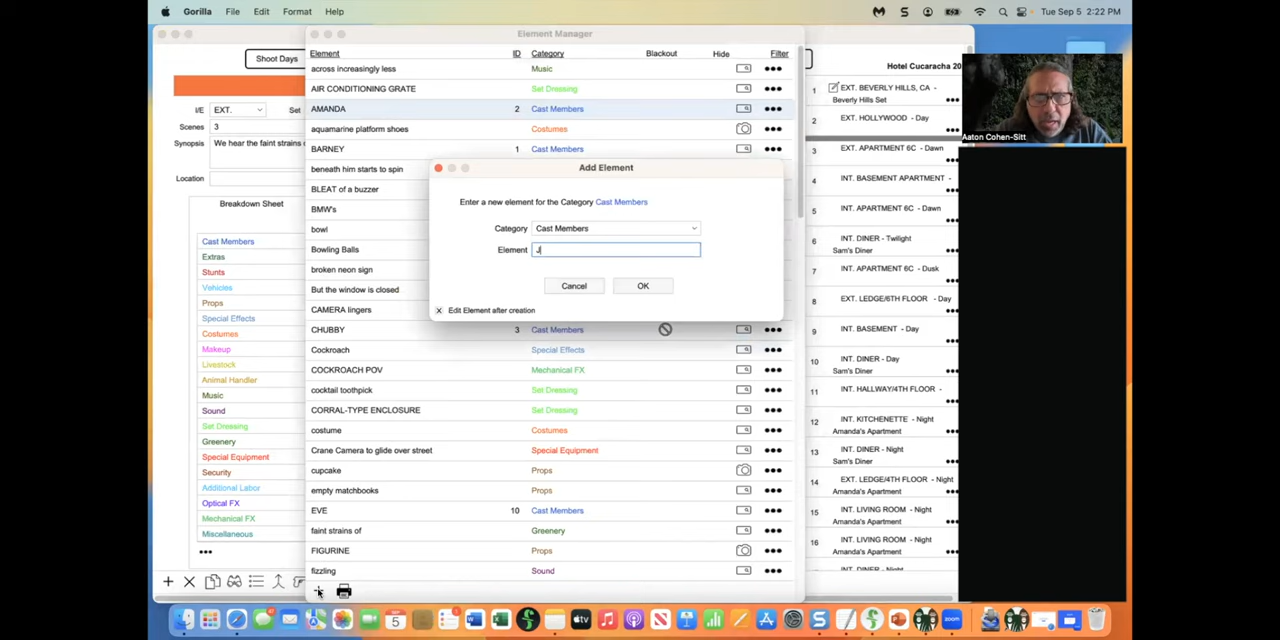 Gorilla File Edit Format Help
Tue Sep 5 2:22 PM
Element Manager
Shoot Days
I/E EXT. Set
Scenes 3
Synopsis We hear the faint strains
Location
Breakdown Sheet
Cast Members
Extras
Stunts
Vehicles
Props
Special Effects
Costumes
Makeup
Livestock
Animal Handler
Music
Sound
Set Dressing
Greenery
Special Equipment
Security
Additional Labor
Optical FX
Mechanical FX
Miscellaneous
Element ID Category Blackout Hide Filter
across increasingly less Music
AIR CONDITIONING GRATE Set Dressing
AMANDA 2 Cast Members
aquamarine platform shoes Costumes
BARNEY 1 Cast Members
beneath him starts to spin
BLEAT of a buzzer
BMW's
bowl
Bowling Balls
broken neon sign
But the window is closed
CAMERA lingers
CHUBBY 3 Cast Members
Cockroach Special Effects
COCKROACH POV Mechanical FX
cocktail toothpick Set Dressing
CORRAL-TYPE ENCLOSURE Set Dressing
costume Costumes
Crane Camera to glide over street Special Equipment
cupcake Props
empty matchbooks Props
EVE 10 Cast Members
faint strains of Greenery
FIGURINE Props
fizzling Sound
Add Element
Enter a new element for the Category Cast Members
Category Cast Members
Element J
Cancel OK
Edit Element after creation
Hotel Cucaracha 20
1 EXT. BEVERLY HILLS, CA -
Beverly Hills Set
2 EXT. HOLLYWOOD - Day
3 EXT. APARTMENT 6C - Dawn
4 INT. BASEMENT APARTMENT -
5 INT. APARTMENT 6C - Dawn
6 INT. DINER - Twilight
Sam's Diner
7 INT. APARTMENT 6C - Dusk
8 EXT. LEDGE/6TH FLOOR - Day
9 INT. BASEMENT - Day
10 INT. DINER - Day
Sam's Diner
11 INT. HALLWAY/4TH FLOOR -
12 INT. KITCHENETTE - Night
Amanda's Apartment
13 INT. DINER - Night
Sam's Diner
14 EXT. LEDGE/4TH FLOOR - Night
Amanda's Apartment
15 INT. LIVING ROOM - Night
Amanda's Apartment
16 INT. LIVING ROOM - Night
Amanda's Apartment
Aaton Cohen-Sitt
zoom